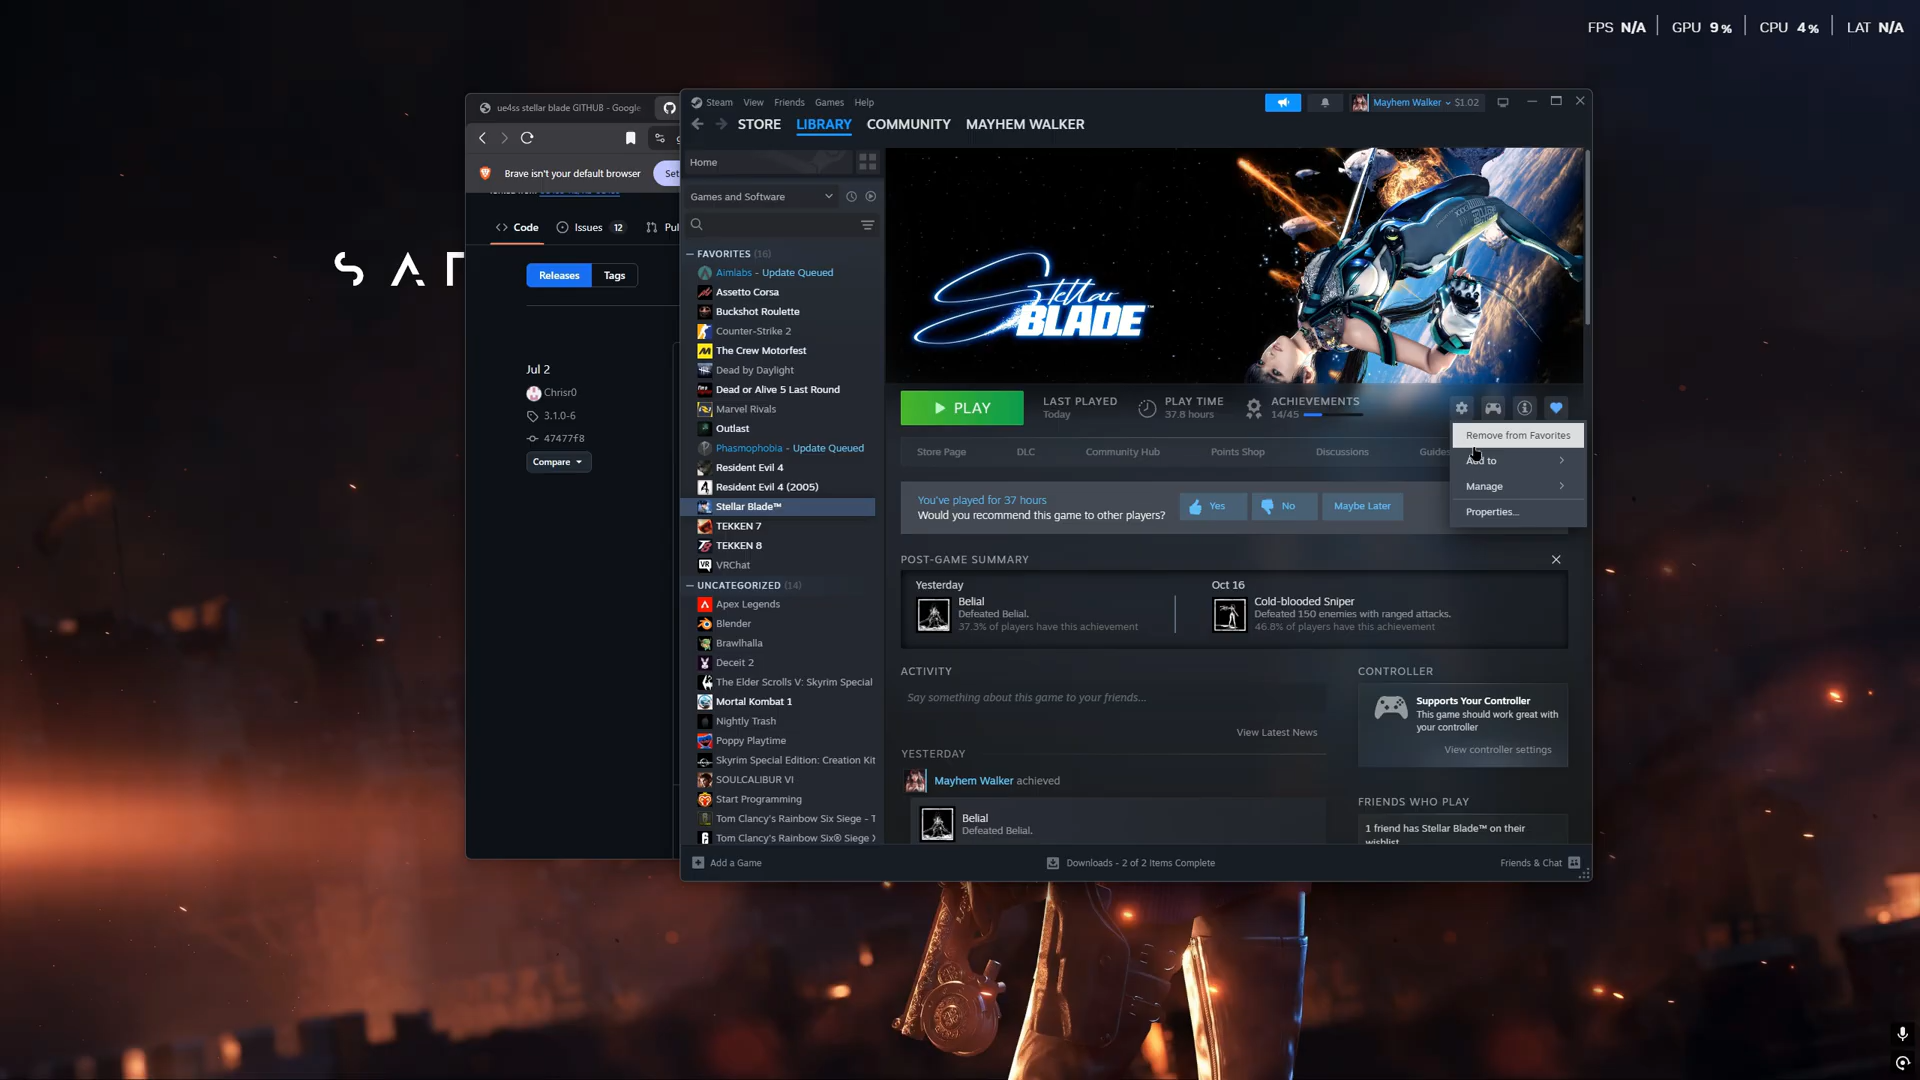 FPS N/A GPU 9% CPU 4% LAT N/A
ue4ss stellar blade GITHUB - Google
Brave isn't your default browser
Set
Code
Issues 12
Pul
Releases
Tags
Jul 2
Chrisr0
3.1.0-6
47477f8
Compare
Steam View Friends Games Help
Mayhem Walker $1.02
STORE LIBRARY COMMUNITY MAYHEM WALKER
Home
Games and Software
FAVORITES (16)
Aimlabs - Update Queued
Assetto Corsa
Buckshot Roulette
Counter-Strike 2
The Crew Motorfest
Dead by Daylight
Dead or Alive 5 Last Round
Marvel Rivals
Outlast
Phasmophobia - Update Queued
Resident Evil 4
Resident Evil 4 (2005)
Stellar Blade™
TEKKEN 7
TEKKEN 8
VRChat
UNCATEGORIZED (14)
Apex Legends
Blender
Brawlhalla
Deceit 2
The Elder Scrolls V: Skyrim Special
Mortal Kombat 1
Nightly Trash
Poppy Playtime
Skyrim Special Edition: Creation Kit
SOULCALIBUR VI
Start Programming
Tom Clancy's Rainbow Six Siege - T
Tom Clancy's Rainbow Six® Siege X
Add a Game
Stellar
BLADE™
PLAY
LAST PLAYED
Today
PLAY TIME
37.8 hours
ACHIEVEMENTS
14/45
Remove from Favorites
Add to
Manage
Properties...
Store Page DLC Community Hub Points Shop Discussions Guides
You've played for 37 hours
Would you recommend this game to other players?
Yes
No
Maybe Later
POST-GAME SUMMARY
Yesterday
Belial
Defeated Belial.
37.3% of players have this achievement
Oct 16
Cold-blooded Sniper
Defeated 150 enemies with ranged attacks.
46.8% of players have this achievement
ACTIVITY
Say something about this game to your friends...
View Latest News
YESTERDAY
Mayhem Walker achieved
Belial
Defeated Belial.
CONTROLLER
Supports Your Controller
This game should work great with
your controller
View controller settings
FRIENDS WHO PLAY
1 friend has Stellar Blade™ on their
wishlist
Downloads - 2 of 2 Items Complete
Friends & Chat